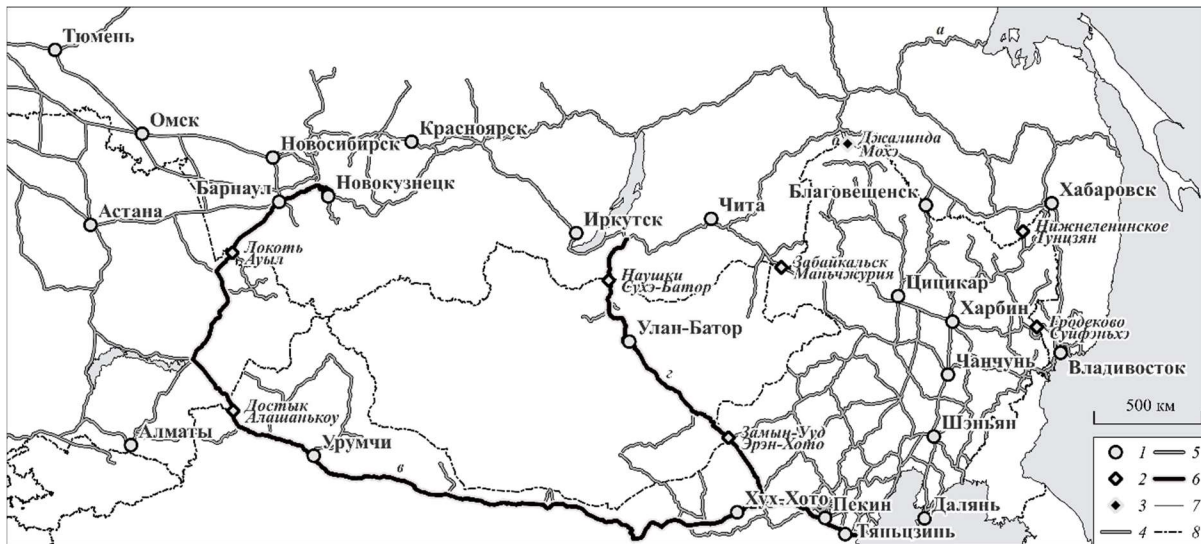 Тюмень
а
Омск
Красноярск
Новосибирск
Джалинда
Мохэ
б
Барнаул
Новокузнецк
Благовещенск
Хабаровск
Астана
Иркутск
Чита
Нижнеленинское
Тунцзян
Локоть
Ауыл
Забайкальск
Маньчжурия
Наушки
Сухэ-Батор
Цицикар
Харбин
Улан-Батор
Гродеково
Суйфэньхэ
Владивосток
г
Чанчунь
500 км
Достык
Алашанькоу
Алматы
Урумчи
Замын-Ууд
Эрэн-Хото
Шэньян
в
Хух-Хото
Пекин
Далянь
Тяньцзинь
1 5
2 6
3 7
4 8